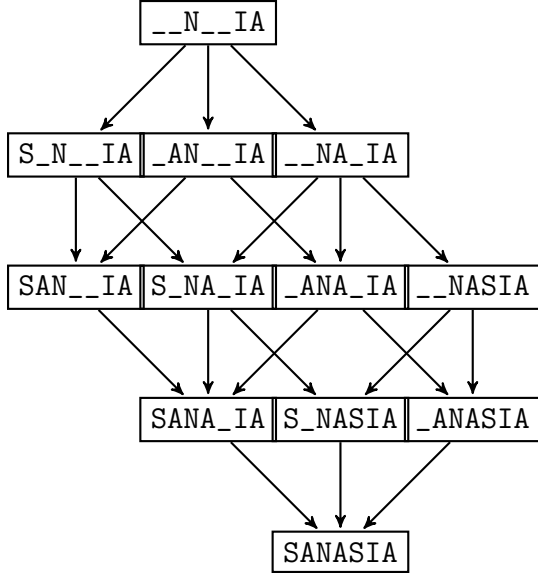 __N__IA
S_N__IA _AN__IA __NA_IA
SAN__IA S_NA_IA _ANA_IA __NASIA
SANA_IA S_NASIA _ANASIA
SANASIA